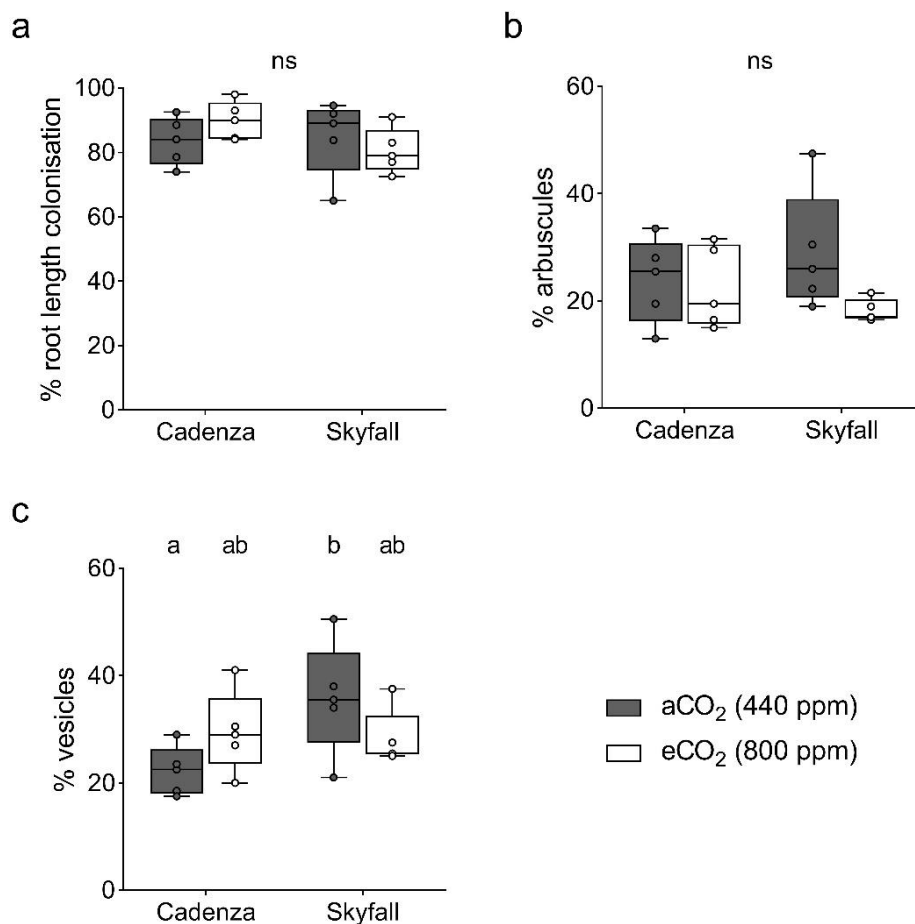 a
ns
100
80
60
40
20
0
% root length colonisation
Cadenza
Skyfall
b
ns
60
40
20
0
% arbuscules
Cadenza
Skyfall
c
a
ab
b
ab
60
40
20
0
% vesicles
Cadenza
Skyfall
aCO₂ (440 ppm)
eCO₂ (800 ppm)